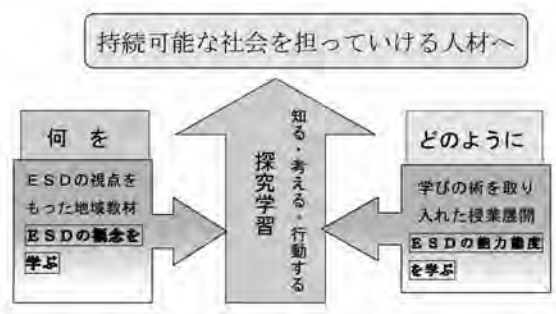 持続可能な社会を担っていける人材へ
何を
ESDの視点を
もった地域教材
ESDの概念を
学ぶ
探究学習
知る・考える・行動する
どのように
学びの術を取り
入れた授業展開
ESDの能力態度
を学ぶ